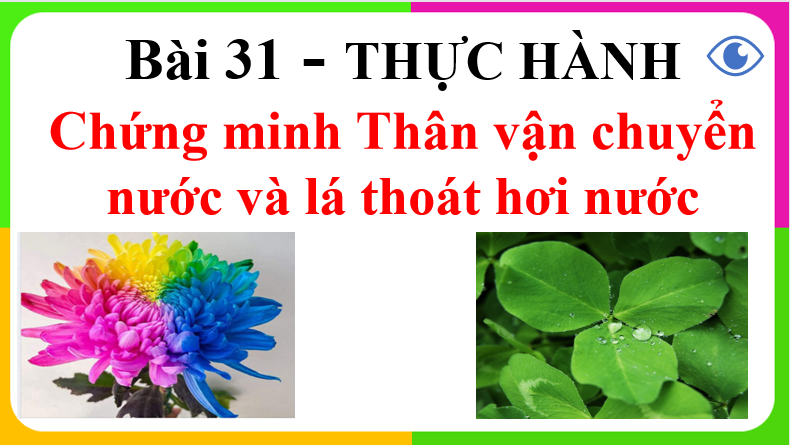 Bài 31 - THỰC HÀNH
Chứng minh Thân vận chuyển
nước và lá thoát hơi nước